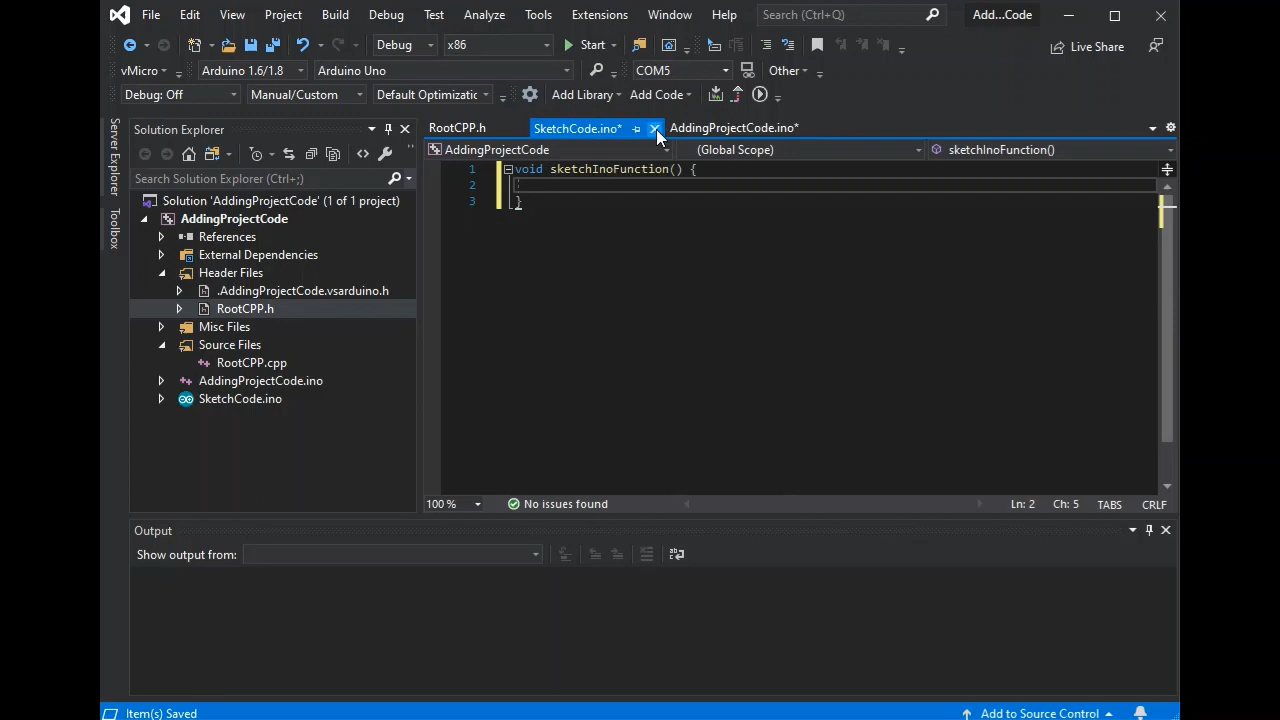 File Edit View Project Build Debug Test Analyze Tools Extensions Window Help Search (Ctrl+Q) Add...Code
Debug x86 Start Live Share
vMicro Arduino 1.6/1.8 Arduino Uno COM5 Other
Debug: Off Manual/Custom Default Optimizatic Add Library Add Code
Server Explorer
Toolbox
Solution Explorer
Search Solution Explorer (Ctrl+;)
Solution 'AddingProjectCode' (1 of 1 project)
AddingProjectCode
References
External Dependencies
Header Files
.AddingProjectCode.vsarduino.h
RootCPP.h
Misc Files
Source Files
RootCPP.cpp
AddingProjectCode.ino
SketchCode.ino
RootCPP.h SketchCode.ino* AddingProjectCode.ino*
AddingProjectCode (Global Scope) sketchInoFunction()
1 void sketchInoFunction() {
2
3 }
100 % No issues found Ln: 2 Ch: 5 TABS CRLF
Output
Show output from:
Item(s) Saved Add to Source Control